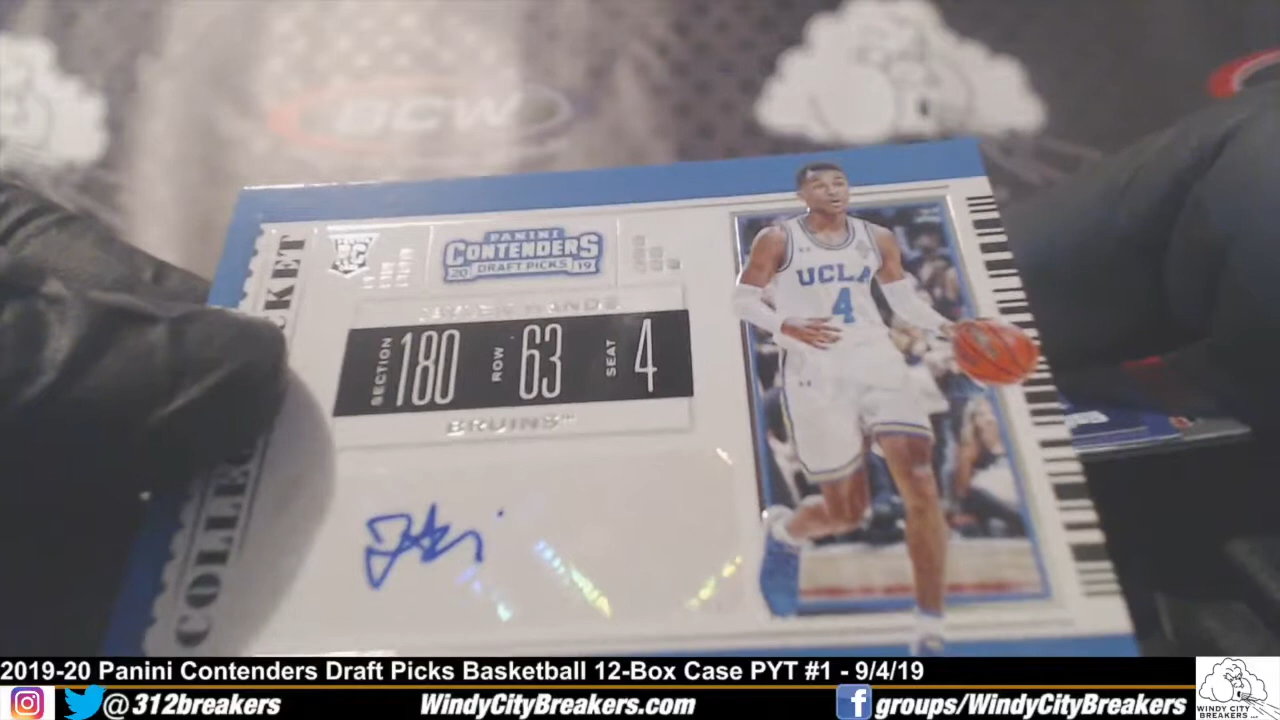 BCW
PANINI
CONTENDERS
20 DRAFT PICKS 19
HANDS
SECTION 180 ROW 63 SEAT 4
BRUINS™
UCLA
4
2019-20 Panini Contenders Draft Picks Basketball 12-Box Case PYT #1 - 9/4/19
@312breakers WindyCityBreakers.com groups/WindyCityBreakers
WINDY CITY
BREAKERS